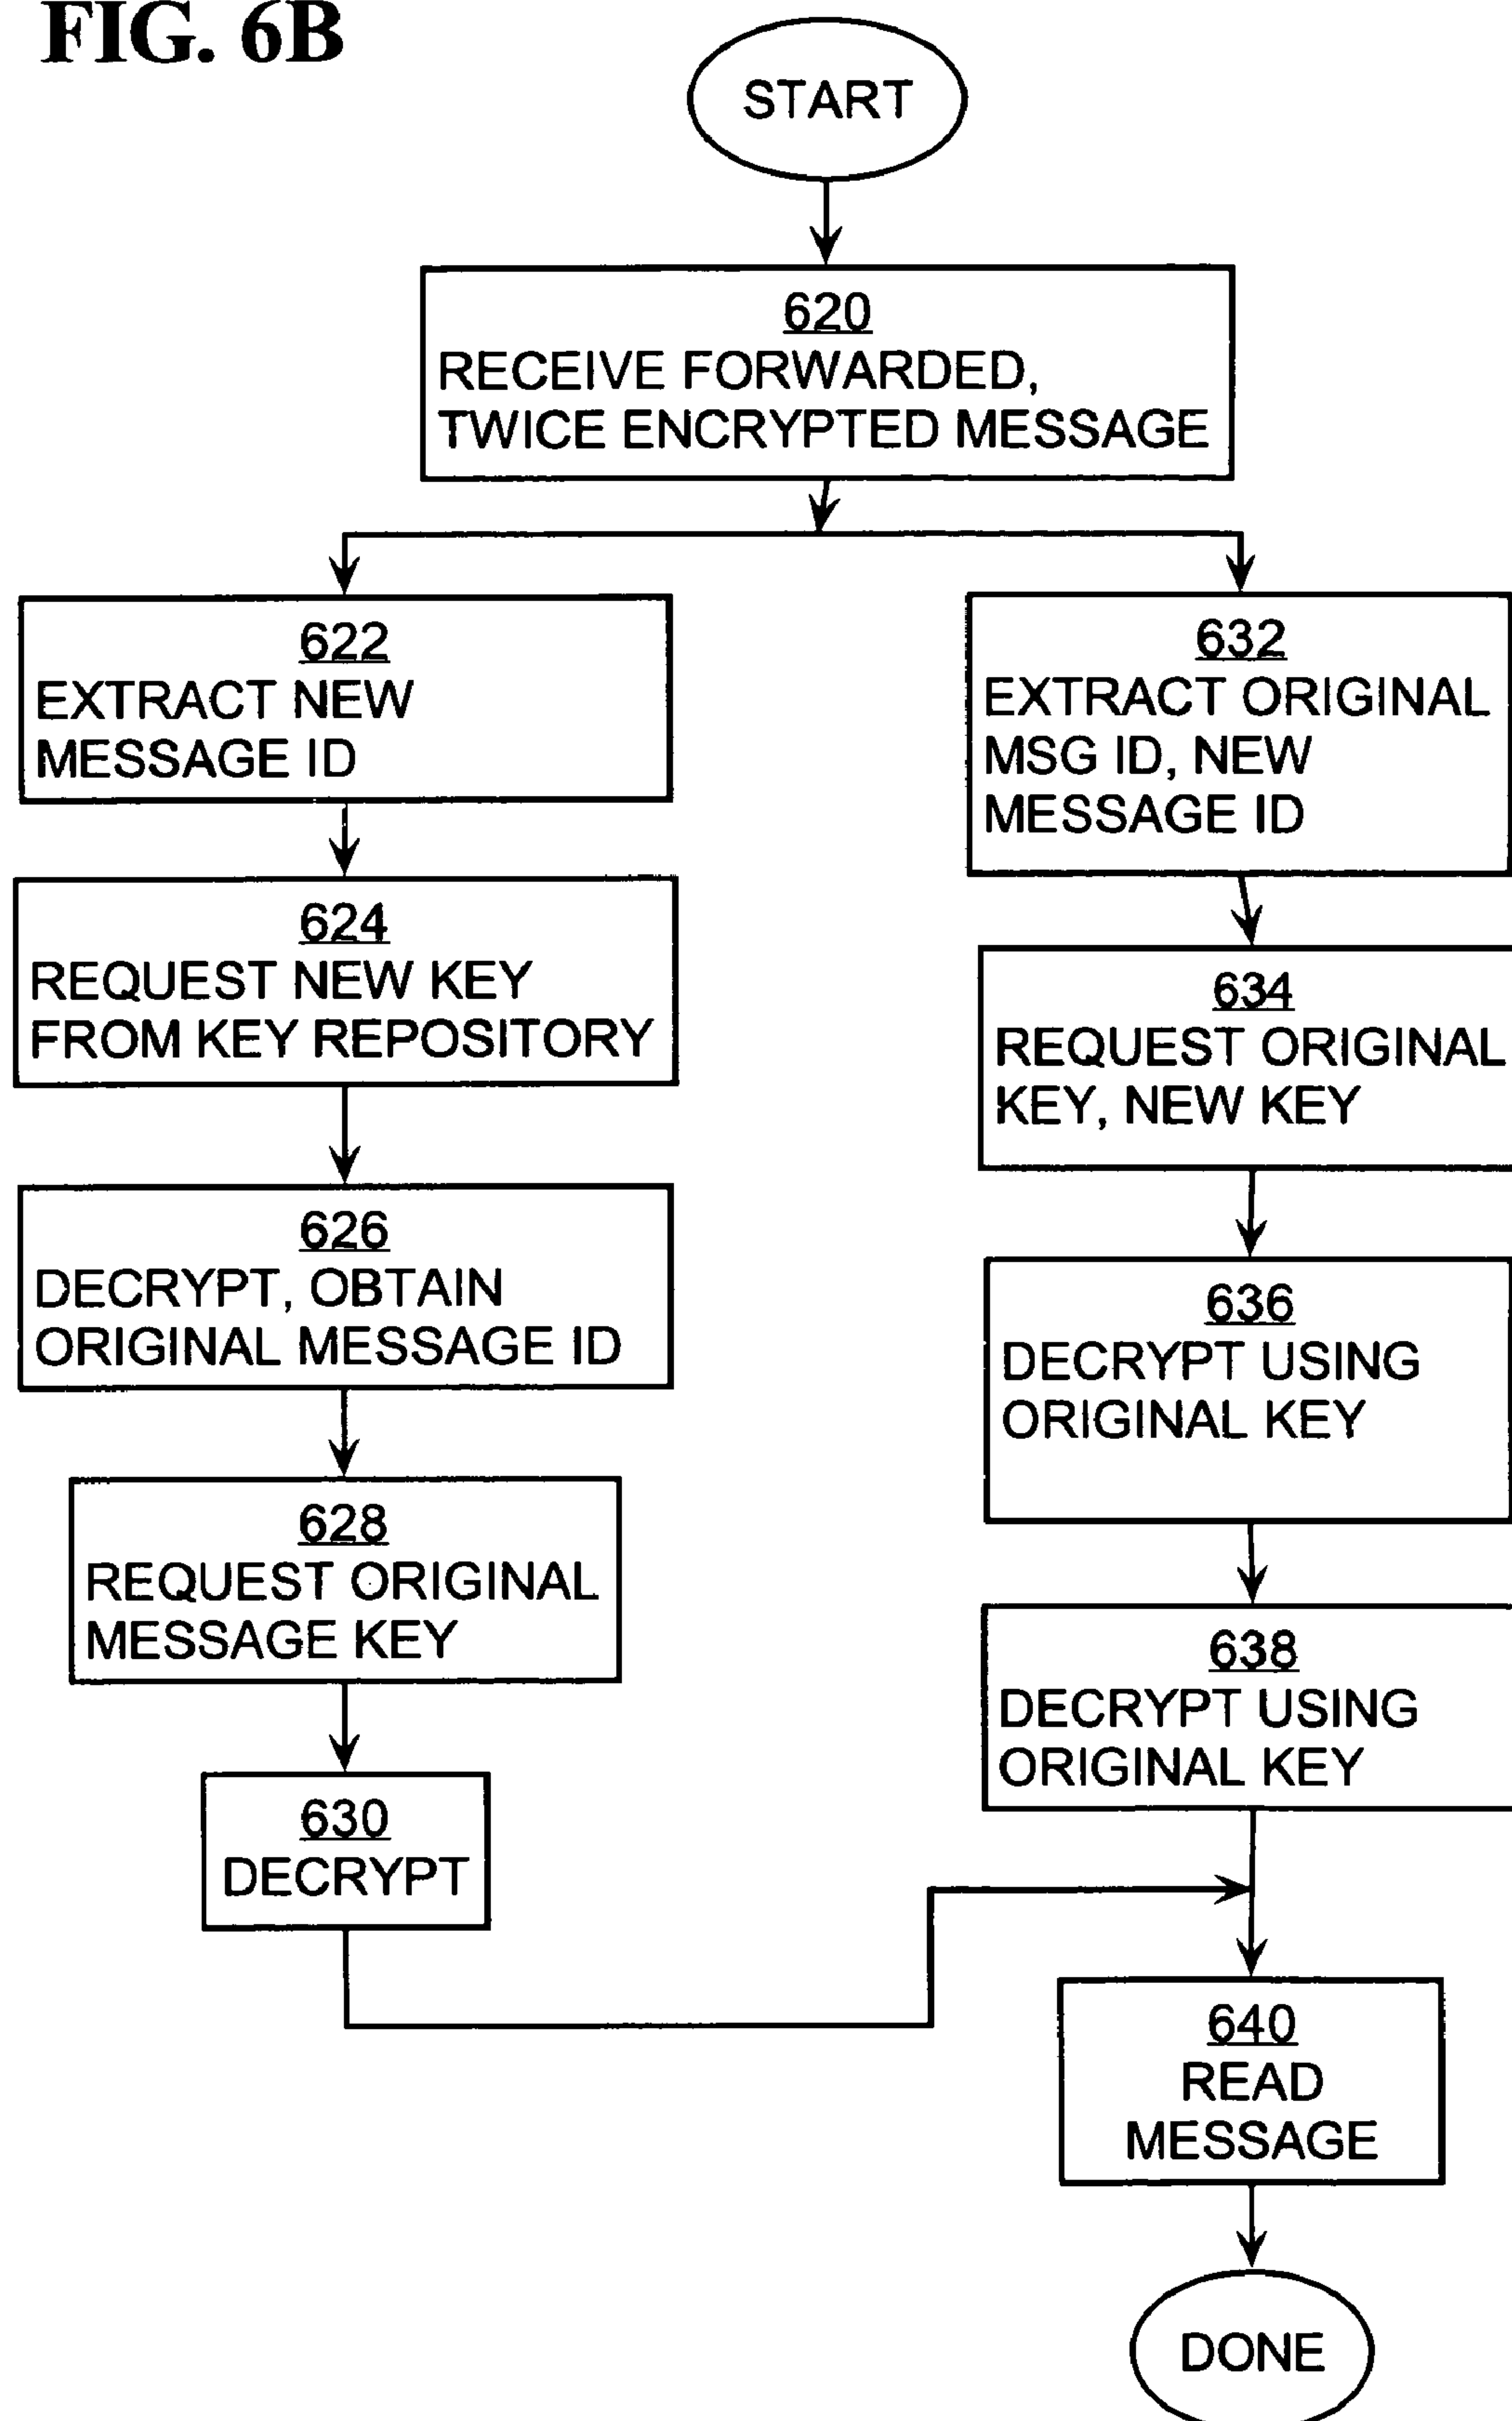 FIG. 6B
START
620
RECEIVE FORWARDED,
TWICE ENCRYPTED MESSAGE
622
EXTRACT NEW
MESSAGE ID
624
REQUEST NEW KEY
FROM KEY REPOSITORY
626
DECRYPT, OBTAIN
ORIGINAL MESSAGE ID
628
REQUEST ORIGINAL
MESSAGE KEY
630
DECRYPT
632
EXTRACT ORIGINAL
MSG ID, NEW
MESSAGE ID
634
REQUEST ORIGINAL
KEY, NEW KEY
636
DECRYPT USING
ORIGINAL KEY
638
DECRYPT USING
ORIGINAL KEY
640
READ
MESSAGE
DONE